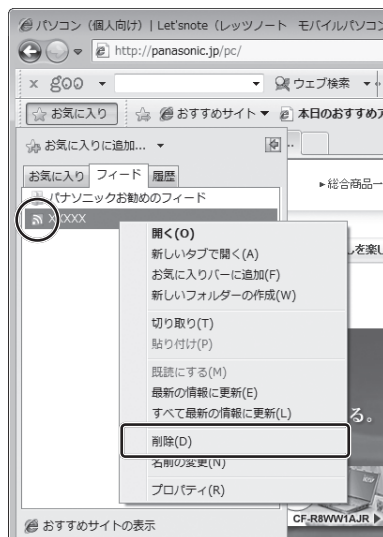 パソコン（個人向け）| Let'snote（レッツノート モバイルパソコン
http://panasonic.jp/pc/
x goo ウェブ検索
お気に入り おすすめサイト 本日のおすすめ
お気に入りに追加...
お気に入り フィード 履歴
▶総合商品一
パナソニックお勧めのフィード
XXXXX
開く(O)
新しいタブで開く(A)
お気に入りバーに追加(F)
新しいフォルダーの作成(W)
を楽し
切り取り(T)
貼り付け(P)
既読にする(M)
最新の情報に更新(E)
すべて最新の情報に更新(L)
る。
削除(D)
名前の変更(N)
プロパティ(R)
CF-R8WW1AJR
おすすめサイトの表示